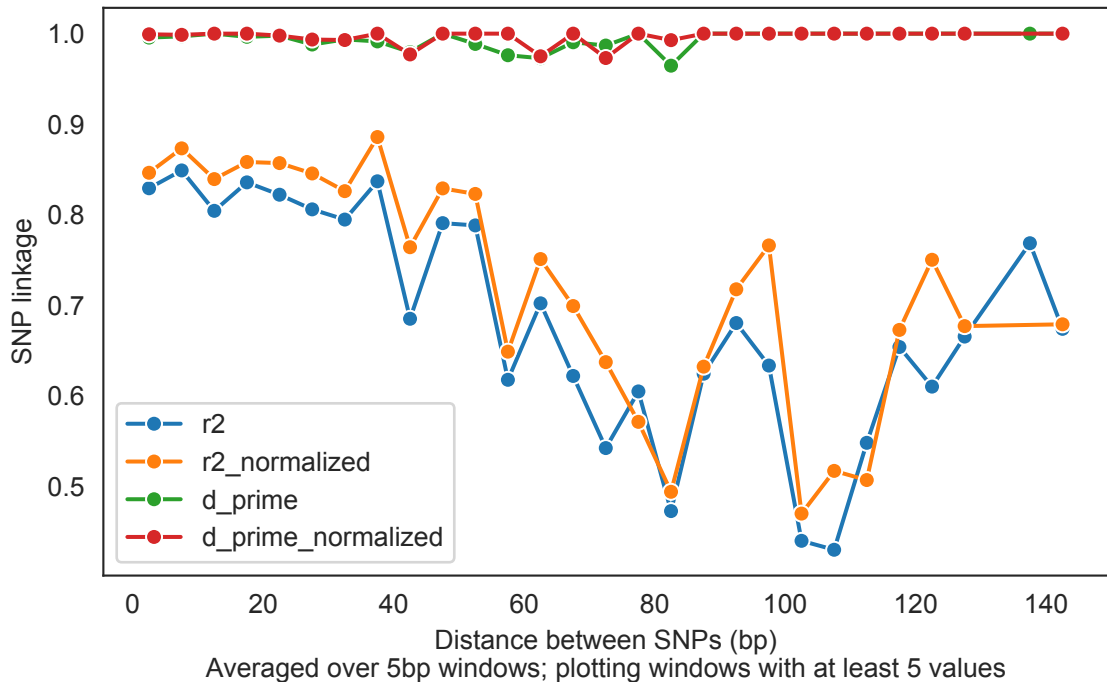 1.0
0.9
0.8
0.7
0.6
0.5
SNP linkage
r2
r2_normalized
d_prime
d_prime_normalized
0 20 40 60 80 100 120 140
Distance between SNPs (bp)
Averaged over 5bp windows; plotting windows with at least 5 values